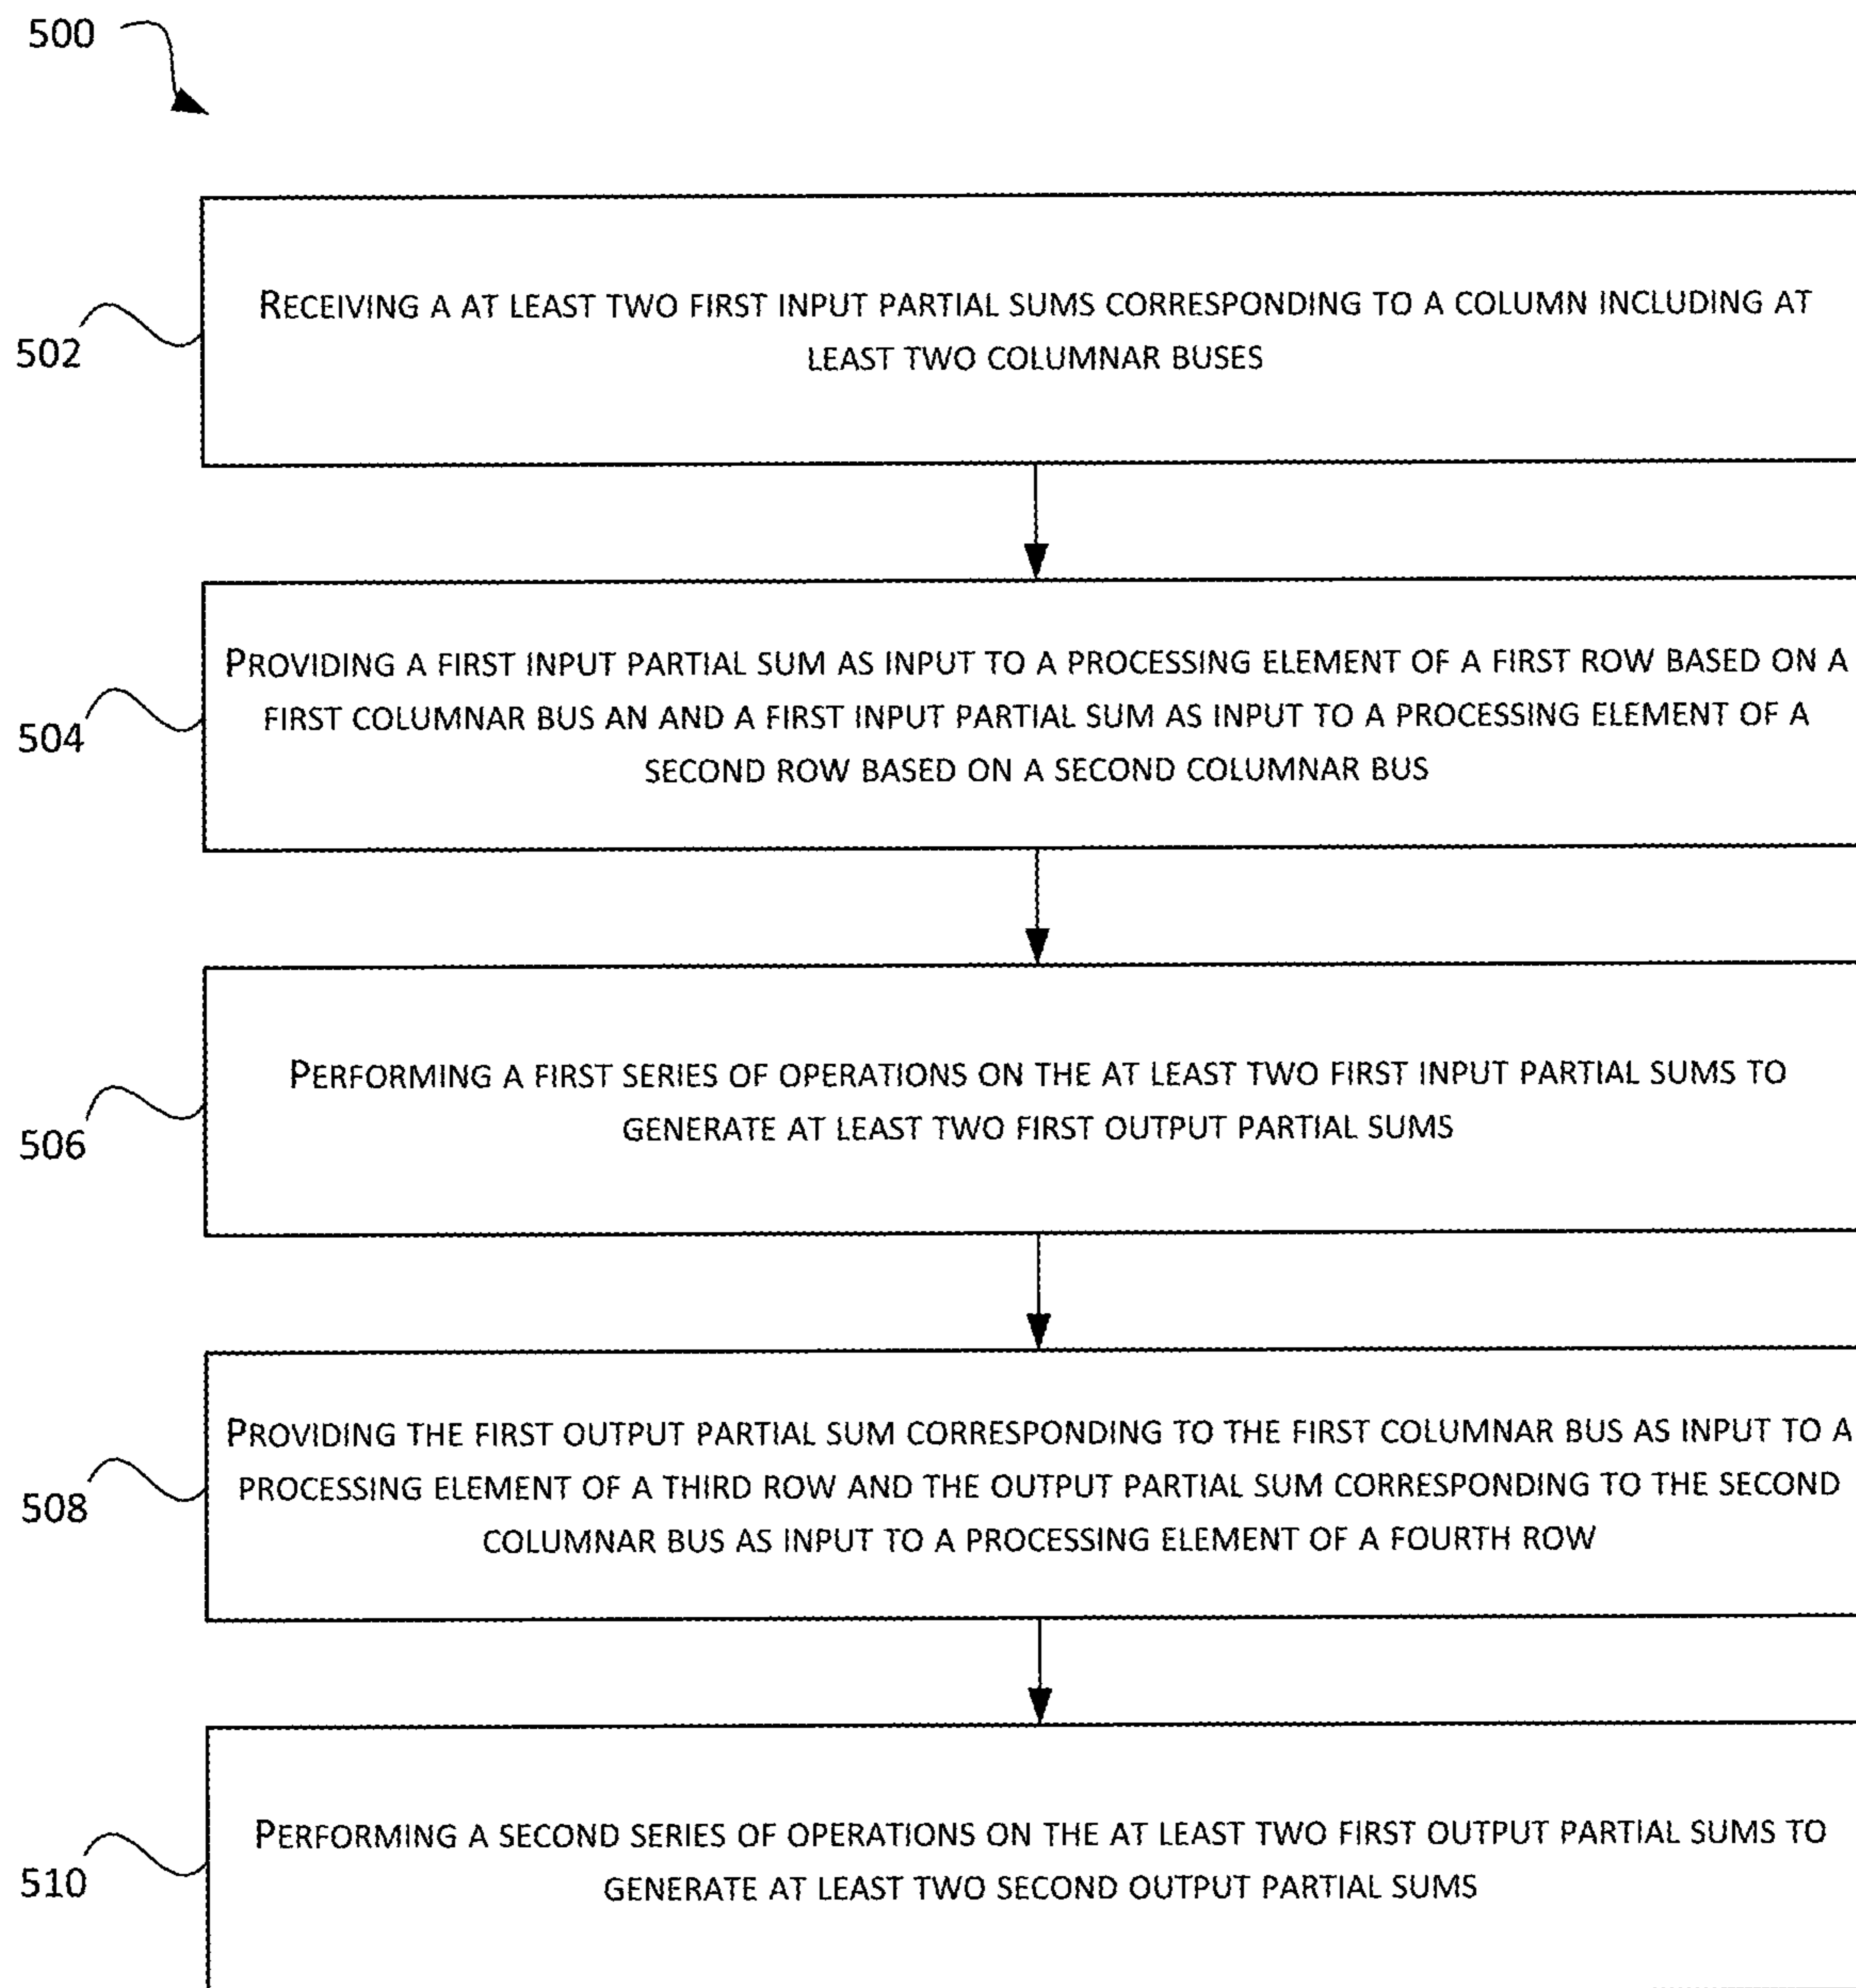 500
RECEIVING A AT LEAST TWO FIRST INPUT PARTIAL SUMS CORRESPONDING TO A COLUMN INCLUDING AT
LEAST TWO COLUMNAR BUSES
502
PROVIDING A FIRST INPUT PARTIAL SUM AS INPUT TO A PROCESSING ELEMENT OF A FIRST ROW BASED ON A
FIRST COLUMNAR BUS AN AND A FIRST INPUT PARTIAL SUM AS INPUT TO A PROCESSING ELEMENT OF A
SECOND ROW BASED ON A SECOND COLUMNAR BUS
504
PERFORMING A FIRST SERIES OF OPERATIONS ON THE AT LEAST TWO FIRST INPUT PARTIAL SUMS TO
GENERATE AT LEAST TWO FIRST OUTPUT PARTIAL SUMS
506
PROVIDING THE FIRST OUTPUT PARTIAL SUM CORRESPONDING TO THE FIRST COLUMNAR BUS AS INPUT TO A
PROCESSING ELEMENT OF A THIRD ROW AND THE OUTPUT PARTIAL SUM CORRESPONDING TO THE SECOND
COLUMNAR BUS AS INPUT TO A PROCESSING ELEMENT OF A FOURTH ROW
508
PERFORMING A SECOND SERIES OF OPERATIONS ON THE AT LEAST TWO FIRST OUTPUT PARTIAL SUMS TO
GENERATE AT LEAST TWO SECOND OUTPUT PARTIAL SUMS
510